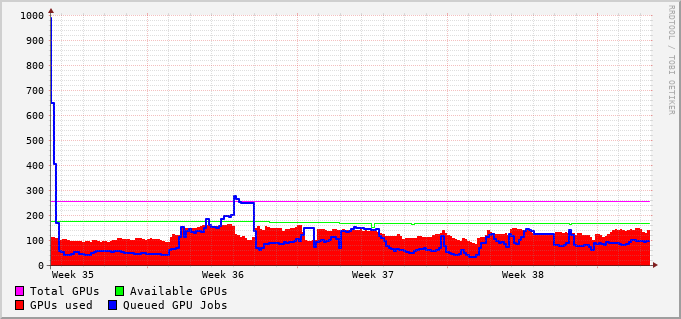 1000
900
800
700
600
500
400
300
200
100
0
Week 35 Week 36 Week 37 Week 38
Total GPUs Available GPUs
GPUs used Queued GPU Jobs
RRDTOOL / TOBI OETIKER